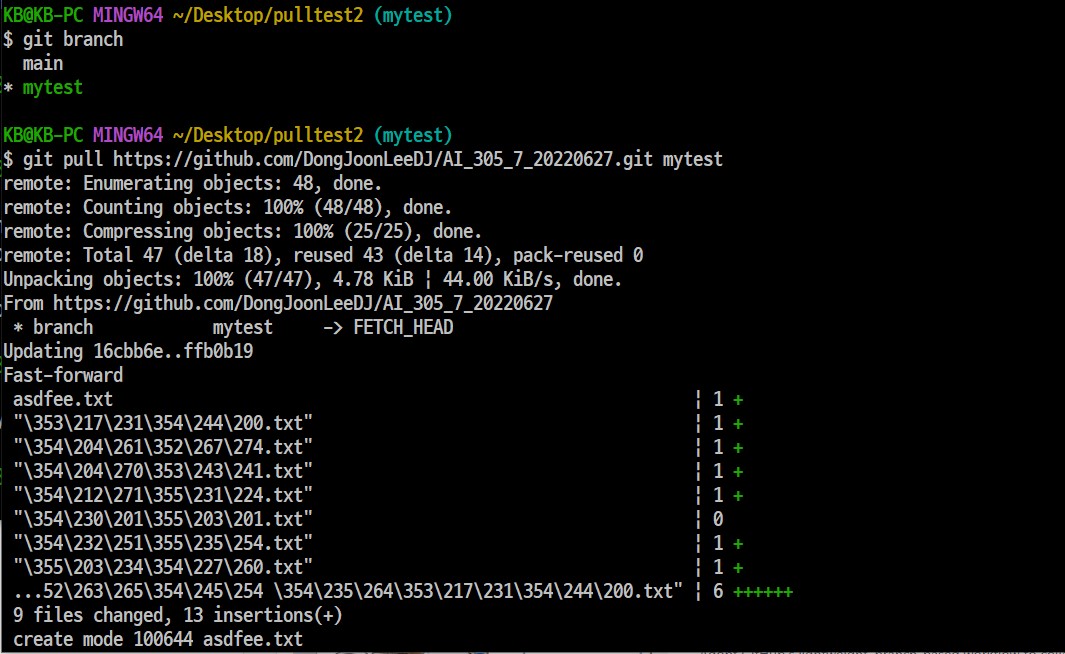 KB@KB-PC MINGW64 ~/Desktop/pulltest2 (mytest)
$ git branch
  main
* mytest

KB@KB-PC MINGW64 ~/Desktop/pulltest2 (mytest)
$ git pull https://github.com/DongJoonLeeDJ/AI_305_7_20220627.git mytest
remote: Enumerating objects: 48, done.
remote: Counting objects: 100% (48/48), done.
remote: Compressing objects: 100% (25/25), done.
remote: Total 47 (delta 18), reused 43 (delta 14), pack-reused 0
Unpacking objects: 100% (47/47), 4.78 KiB ¦ 44.00 KiB/s, done.
From https://github.com/DongJoonLeeDJ/AI_305_7_20220627
 * branch            mytest     -> FETCH_HEAD
Updating 16cbb6e..ffb0b19
Fast-forward
 asdfee.txt ¦ 1 +
 "\353\217\231\354\244\200.txt" ¦ 1 +
 "\354\204\261\352\267\274.txt" ¦ 1 +
 "\354\204\270\353\243\241.txt" ¦ 1 +
 "\354\212\271\355\231\224.txt" ¦ 1 +
 "\354\230\201\355\203\201.txt" ¦ 0
 "\354\232\251\355\235\254.txt" ¦ 1 +
 "\355\203\234\354\227\260.txt" ¦ 1 +
 ...52\263\265\354\245\254 \354\235\264\353\217\231\354\244\200.txt" ¦ 6 ++++++
 9 files changed, 13 insertions(+)
 create mode 100644 asdfee.txt